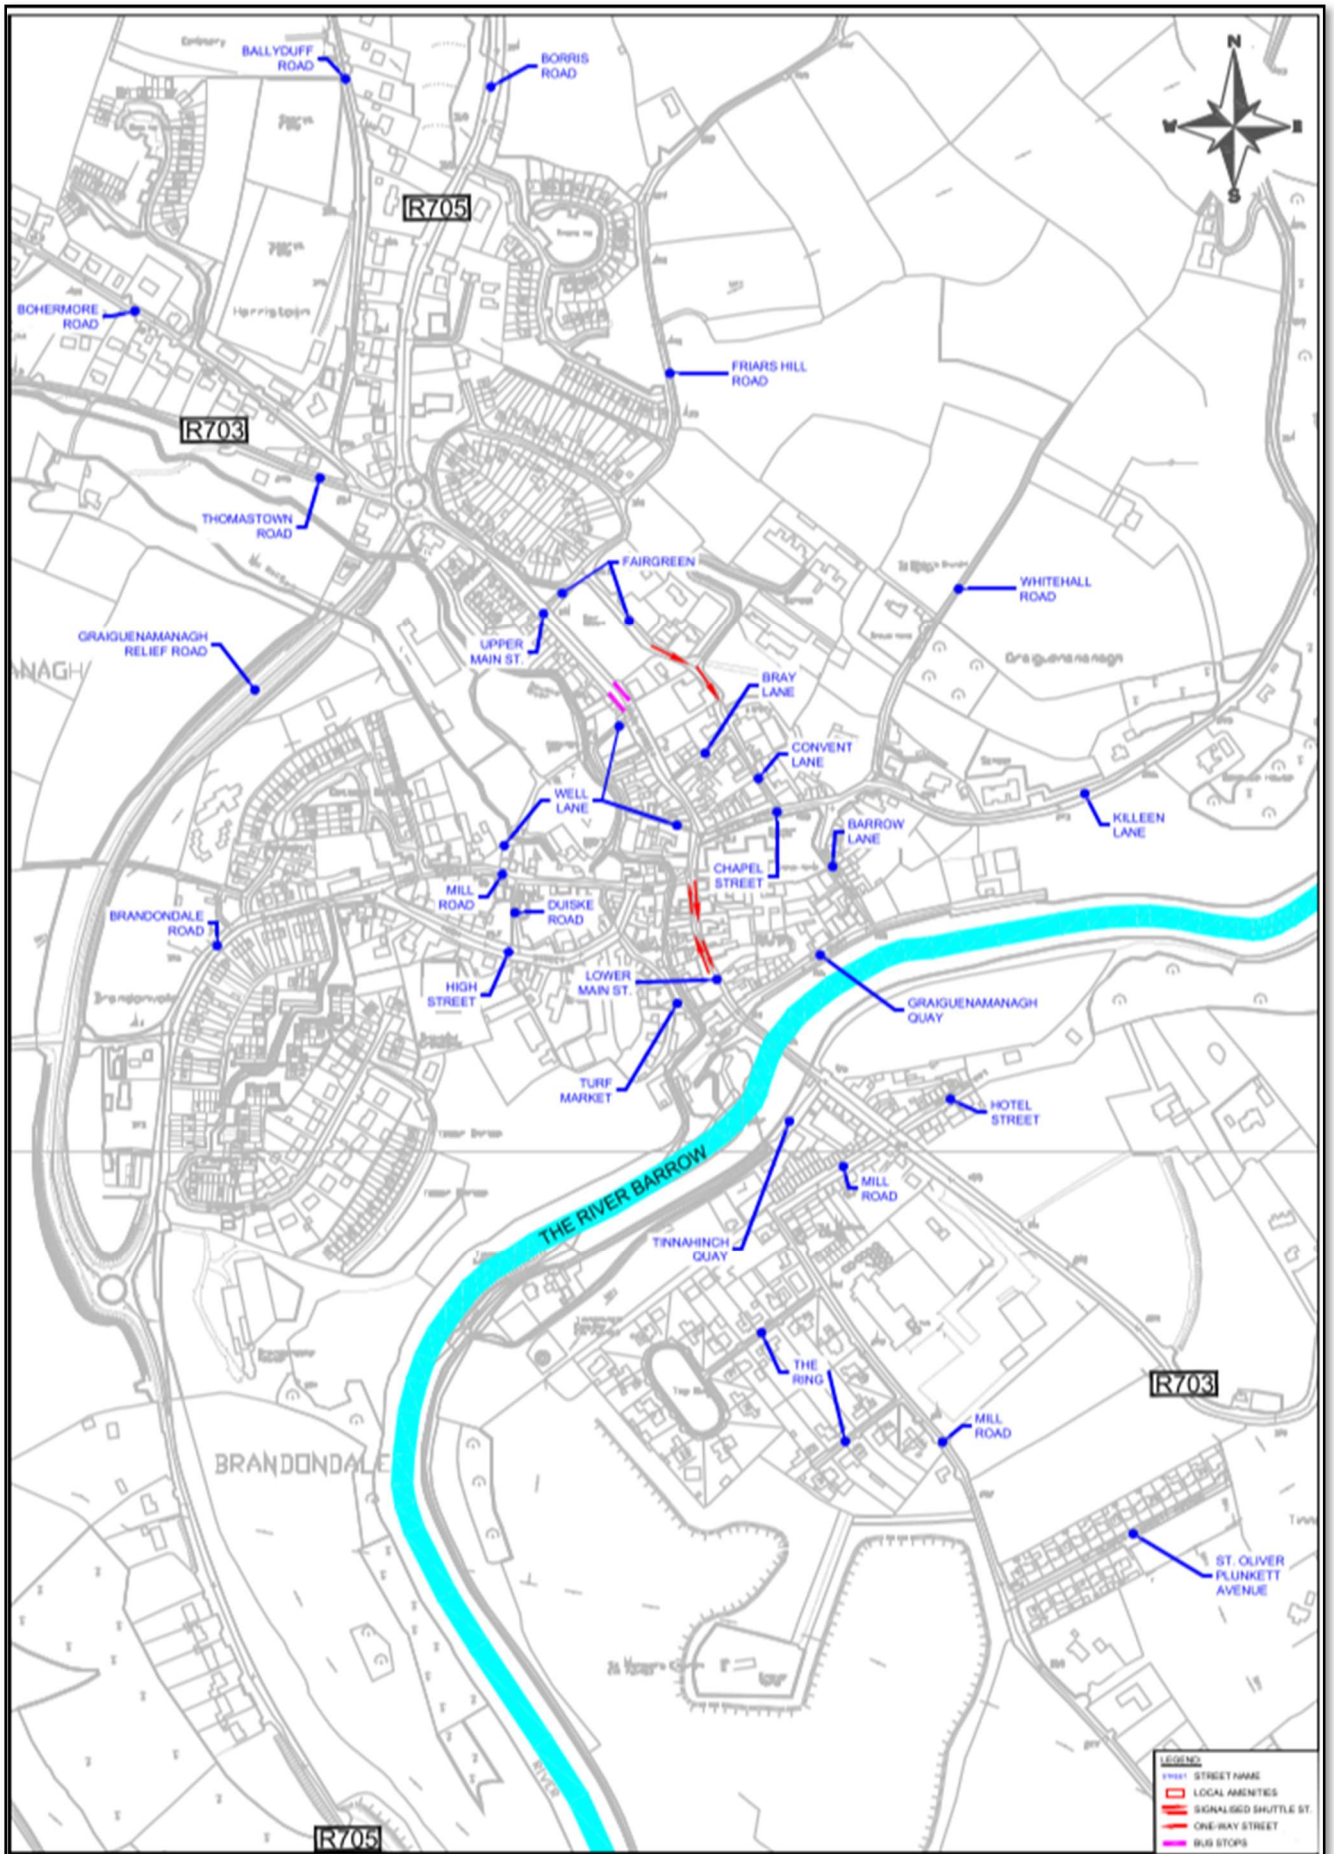 N
W
E
S
BALLYDUFF
ROAD
BORRIS
ROAD
R705
BOHERMORE
ROAD
FRIARS HILL
ROAD
R703
THOMASTOWN
ROAD
FAIRGREEN
WHITEHALL
ROAD
GRAIGUENAMANAGH
RELIEF ROAD
UPPER
MAIN ST.
ANAGH
Graiguenamanagh
BRAY
LANE
CONVENT
LANE
WELL
LANE
KILLEEN
LANE
BARROW
LANE
CHAPEL
STREET
MILL
ROAD
DUISKE
ROAD
BRANDONDALE
ROAD
HIGH
STREET
LOWER
MAIN ST.
GRAIGUENAMANAGH
QUAY
TURF
MARKET
HOTEL
STREET
MILL
ROAD
THE RIVER BARROW
TINNAHINCH
QUAY
THE
RING
R703
MILL
ROAD
BRANDONDALE
ST. OLIVER
PLUNKETT
AVENUE
RIVER
R705
LEGEND:
STREET STREET NAME
LOCAL AMENITIES
SIGNALISED SHUTTLE ST.
ONE-WAY STREET
BUS STOPS